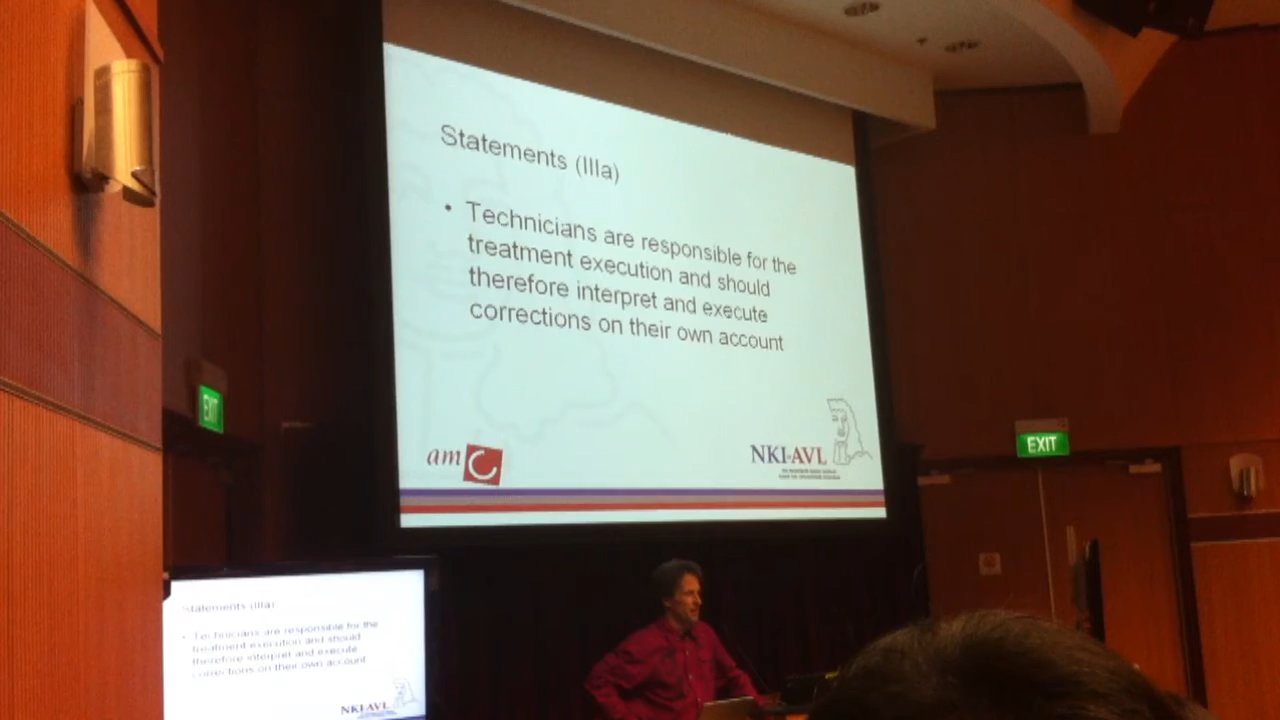 Statements (IIIa)
• Technicians are responsible for the
treatment execution and should
therefore interpret and execute
corrections on their own account
am
NKI-AVL
EXIT
EXIT
Statements (IIIa)
• Technicians are responsible for the
treatment execution and should
therefore interpret and execute
corrections on their own account
NKI-AVL